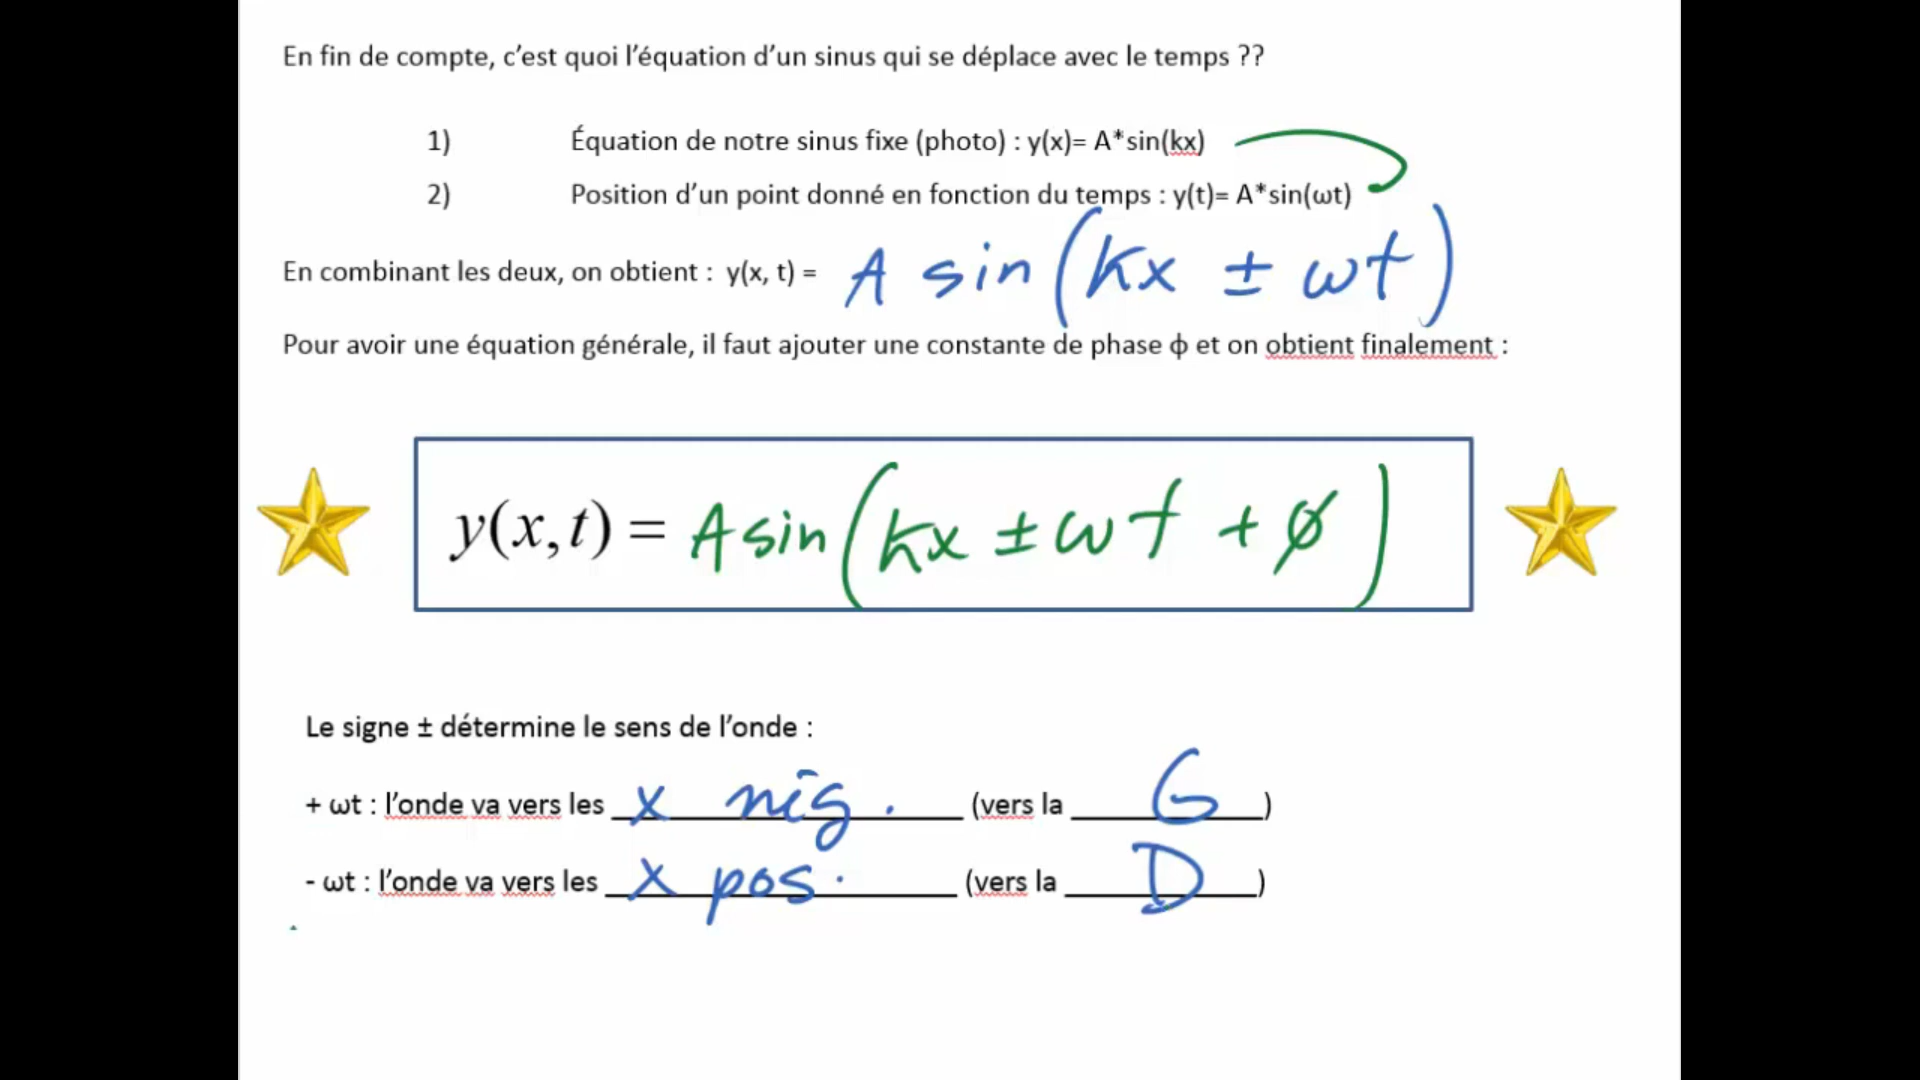 En fin de compte, c’est quoi l’équation d’un sinus qui se déplace avec le temps ??
1) Équation de notre sinus fixe (photo) : y(x)= A*sin(kx)
2) Position d’un point donné en fonction du temps : y(t)= A*sin(ωt)
En combinant les deux, on obtient : y(x, t) = A sin(kx ± ωt)
Pour avoir une équation générale, il faut ajouter une constante de phase ϕ et on obtient finalement :
y(x,t) = A sin(kx ± ωt + ϕ)
Le signe ± détermine le sens de l’onde :
+ ωt : l’onde va vers les x nég. (vers la G)
- ωt : l’onde va vers les x pos. (vers la D)